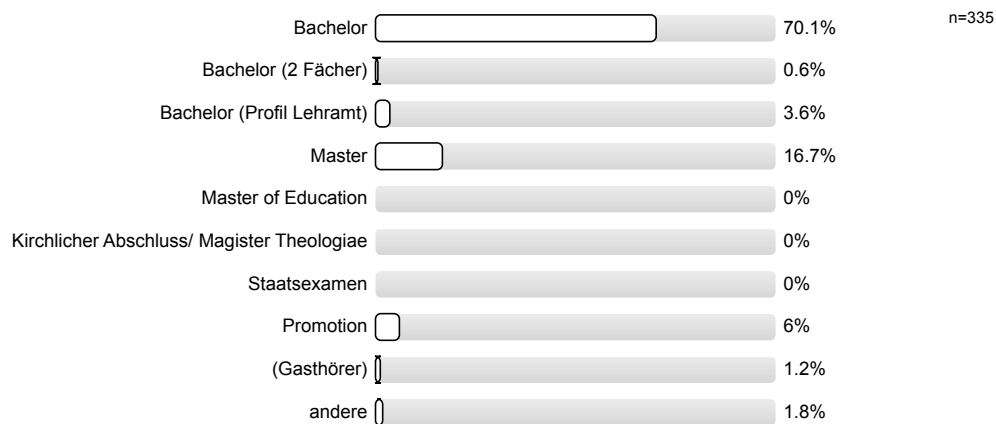 n=335
Bachelor 70.1%
Bachelor (2 Fächer) 0.6%
Bachelor (Profil Lehramt) 3.6%
Master 16.7%
Master of Education 0%
Kirchlicher Abschluss/ Magister Theologiae 0%
Staatsexamen 0%
Promotion 6%
(Gasthörer) 1.2%
andere 1.8%